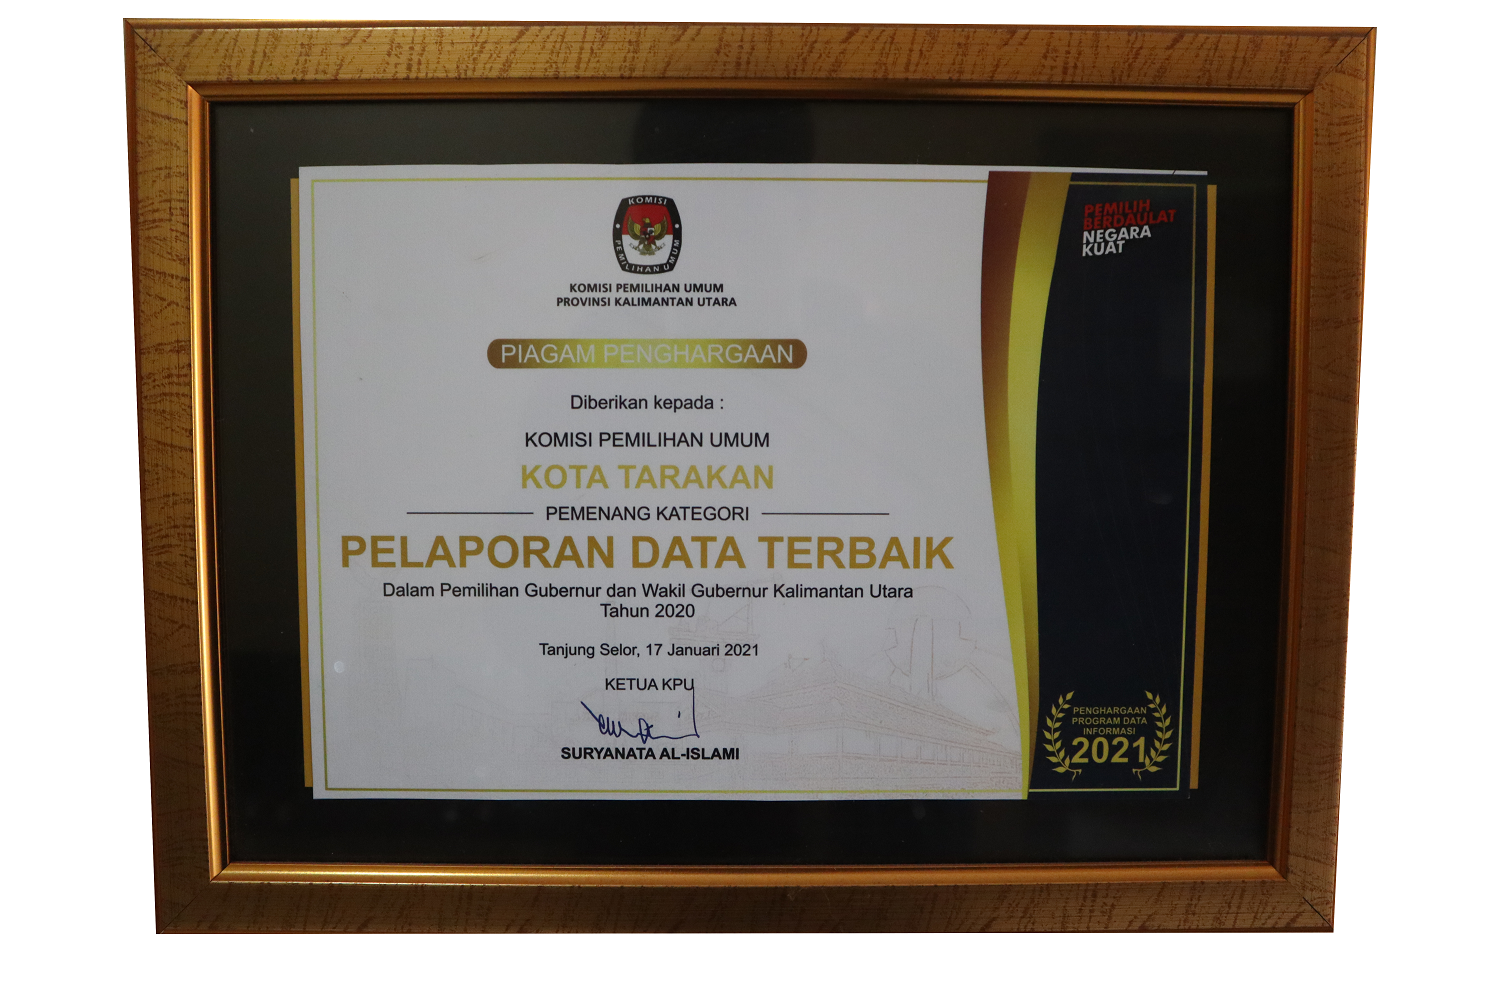 KOMISI
PEMILIHAN UMUM
KOMISI PEMILIHAN UMUM
PROVINSI KALIMANTAN UTARA
PIAGAM PENGHARGAAN
Diberikan kepada :
KOMISI PEMILIHAN UMUM
KOTA TARAKAN
PEMENANG KATEGORI
PELAPORAN DATA TERBAIK
Dalam Pemilihan Gubernur dan Wakil Gubernur Kalimantan Utara
Tahun 2020
Tanjung Selor, 17 Januari 2021
KETUA KPU
SURYANATA AL-ISLAMI
PEMILIH
BERDAULAT
NEGARA
KUAT
PENGHARGAAN
PROGRAM DATA
INFORMASI
2021